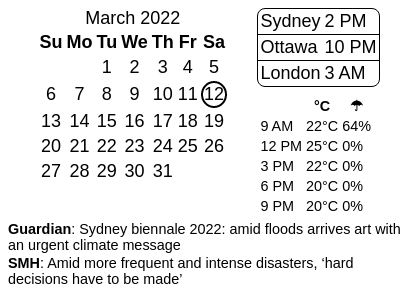 March 2022
Su Mo Tu We Th Fr Sa
1 2 3 4 5
6 7 8 9 10 11 12
13 14 15 16 17 18 19
20 21 22 23 24 25 26
27 28 29 30 31
Sydney 2 PM
Ottawa 10 PM
London 3 AM
°C ☂
9 AM 22°C 64%
12 PM 25°C 0%
3 PM 22°C 0%
6 PM 20°C 0%
9 PM 20°C 0%
Guardian: Sydney biennale 2022: amid floods arrives art with
an urgent climate message
SMH: Amid more frequent and intense disasters, ‘hard
decisions have to be made’